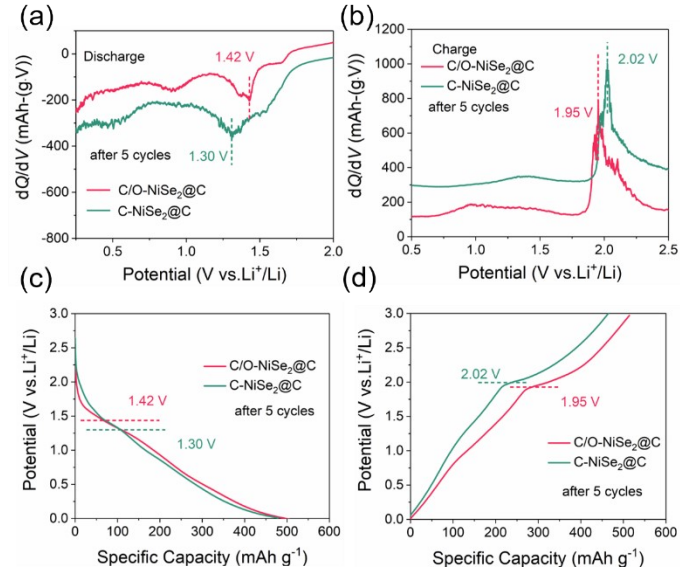 (a)
Discharge
1.42 V
1.30 V
after 5 cycles
C/O-NiSe₂@C
C-NiSe₂@C
dQ/dV (mAh-(g·V))
0
-200
-400
-600
-800
0.5 1.0 1.5 2.0
Potential (V vs.Li⁺/Li)
(b)
Charge
C/O-NiSe₂@C
C-NiSe₂@C
after 5 cycles
2.02 V
1.95 V
dQ/dV (mAh-(g·V))
1200
1000
800
600
400
200
0
0.5 1.0 1.5 2.0 2.5
Potential (V vs.Li⁺/Li)
(c)
C/O-NiSe₂@C
C-NiSe₂@C
after 5 cycles
1.42 V
1.30 V
Potential (V vs.Li⁺/Li)
3.0
2.5
2.0
1.5
1.0
0.5
0.0
0 100 200 300 400 500 600
Specific Capacity (mAh g⁻¹)
(d)
2.02 V
1.95 V
C/O-NiSe₂@C
C-NiSe₂@C
after 5 cycles
Potential (V vs.Li⁺/Li)
3.0
2.5
2.0
1.5
1.0
0.5
0.0
0 100 200 300 400 500 600
Specific Capacity (mAh g⁻¹)